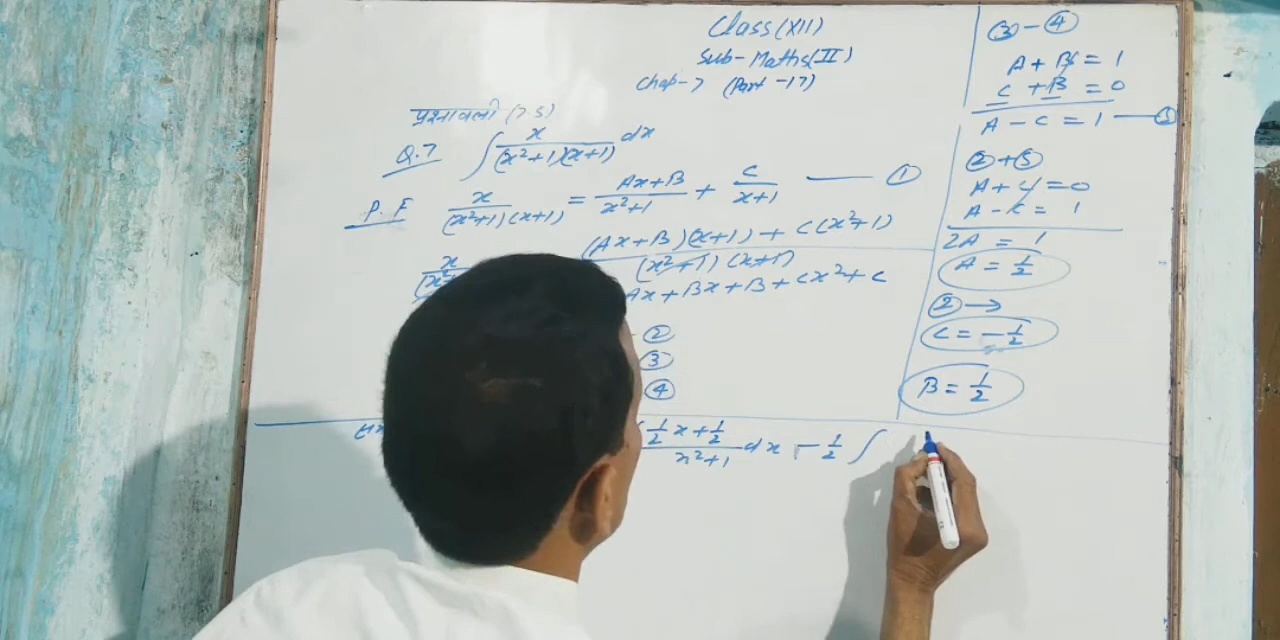 Class (XII)
Sub-Maths (II)
Chap-7 (Part-17)
प्रश्नावली (7.5)
Q.7 ∫ x/(x²+1)(x+1) dx
P.F x/(x²+1)(x+1) = Ax+B/x²+1 + C/x+1 —— ①
(Ax+B)(x+1) + C(x²+1)
(x²+1)(x+1)
Ax + Bx + B + Cx² + C
②
③
④
½x + ½/x²+1 dx - ½ ∫
③ - ④
A + B = 1
C + B = 0
A - C = 1 —— ⑤
② + ⑤
A + C = 0
A - C = 1
2A = 1
A = ½
② →
C = -½
B = ½